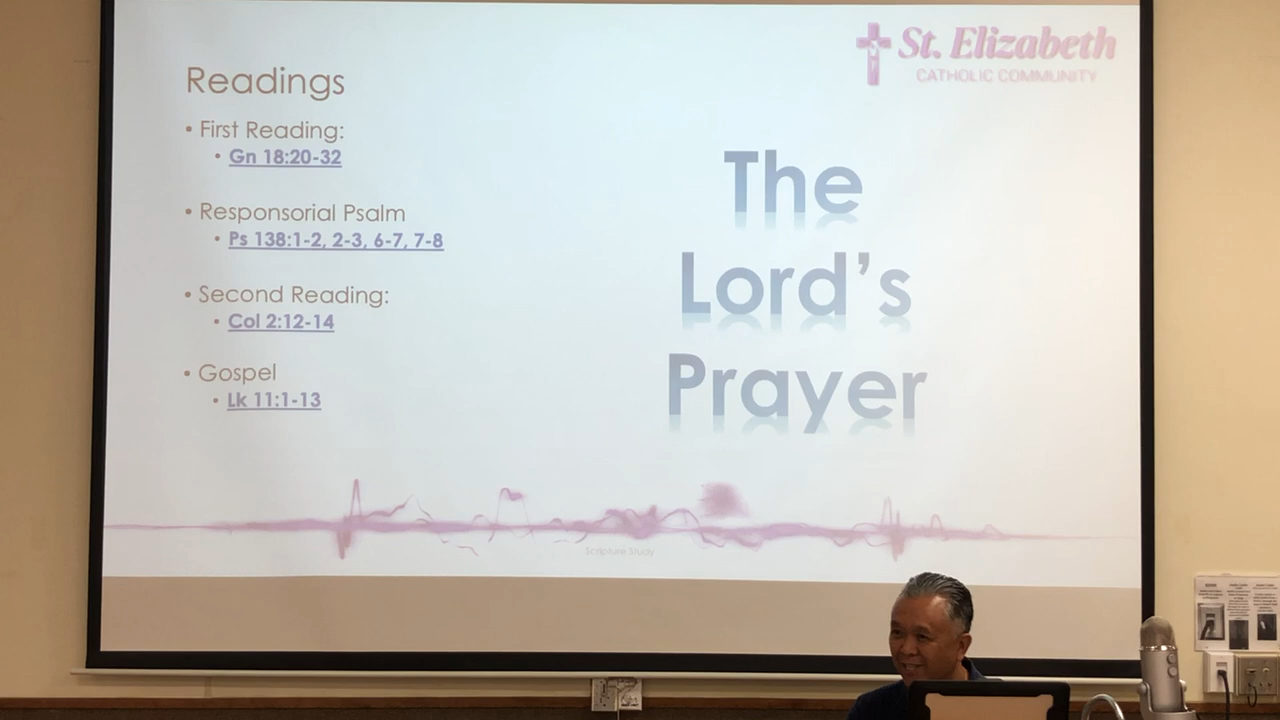 St. Elizabeth
CATHOLIC COMMUNITY
Readings
• First Reading:
• Gn 18:20-32
• Responsorial Psalm
• Ps 138:1-2, 2-3, 6-7, 7-8
• Second Reading:
• Col 2:12-14
• Gospel
• Lk 11:1-13
The
Lord’s
Prayer
Scripture Study